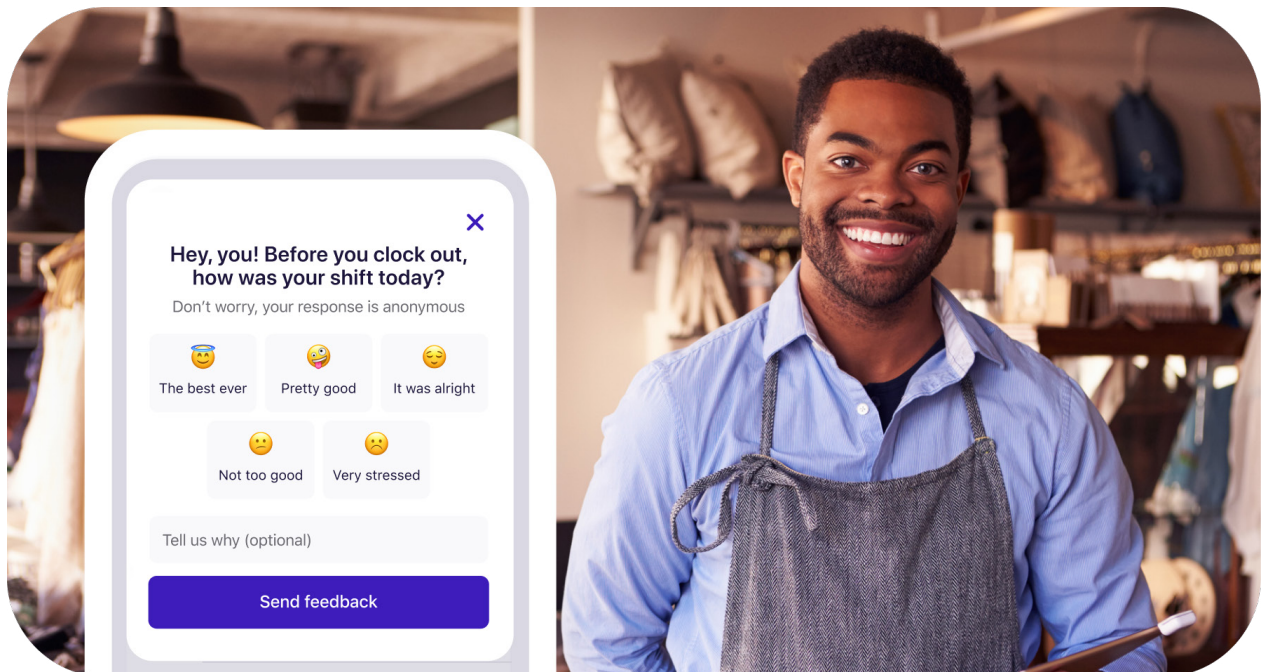 Hey, you! Before you clock out,
how was your shift today?
Don’t worry, your response is anonymous
The best ever
Pretty good
It was alright
Not too good
Very stressed
Tell us why (optional)
Send feedback